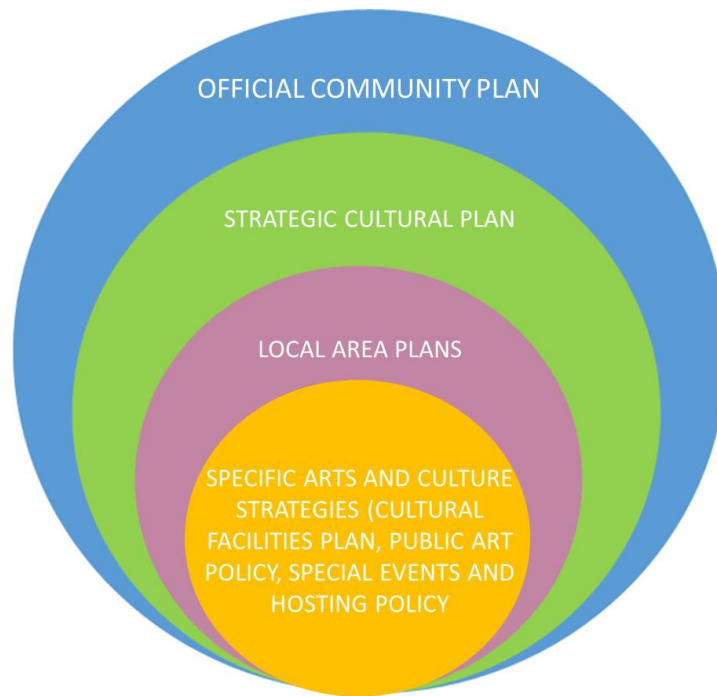 OFFICIAL COMMUNITY PLAN
STRATEGIC CULTURAL PLAN
LOCAL AREA PLANS
SPECIFIC ARTS AND CULTURE
STRATEGIES (CULTURAL
FACILITIES PLAN, PUBLIC ART
POLICY, SPECIAL EVENTS AND
HOSTING POLICY